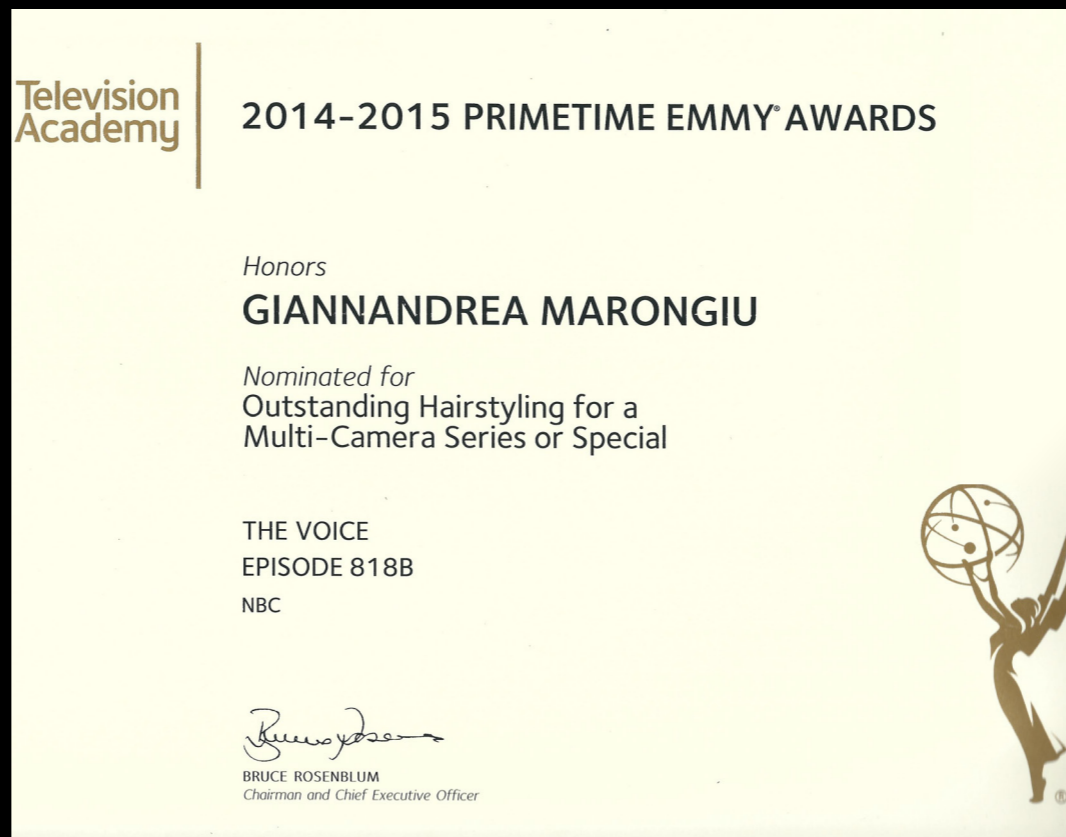 Television
Academy
2014-2015 PRIMETIME EMMY® AWARDS
Honors
GIANNANDREA MARONGIU
Nominated for
Outstanding Hairstyling for a
Multi-Camera Series or Special
THE VOICE
EPISODE 818B
NBC
BRUCE ROSENBLUM
Chairman and Chief Executive Officer
®